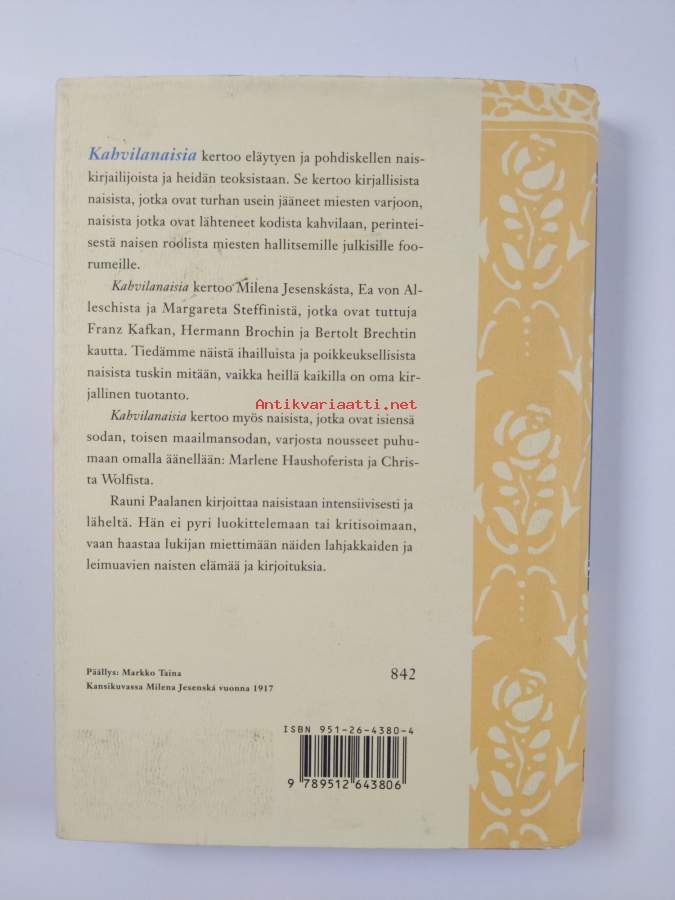 Kahvilanaisia kertoo eläytyen ja pohdiskellen nais-
kirjailijoista ja heidän teoksistaan. Se kertoo kirjallisista
naisista, jotka ovat turhan usein jääneet miesten varjoon,
naisista jotka ovat lähteneet kodista kahvilaan, perintei-
sestä naisen roolista miesten hallitsemille julkisille foo-
rumeille.
Kahvilanaisia kertoo Milena Jesenskásta, Ea von Al-
leschista ja Margareta Steffinistä, jotka ovat tuttuja
Franz Kafkan, Hermann Brochin ja Bertolt Brechtin
kautta. Tiedämme näistä ihailluista ja poikkeuksellisista
naisista tuskin mitään, vaikka heillä kaikilla on oma kir-
jallinen tuotanto.
Antikvariaatti.net
Kahvilanaisia kertoo myös naisista, jotka ovat isiensä
sodan, toisen maailmansodan, varjosta nousseet puhu-
maan omalla äänellään: Marlene Haushoferista ja Chris-
ta Wolfista.
Rauni Paalanen kirjoittaa naisistaan intensiivisesti ja
läheltä. Hän ei pyri luokittelemaan tai kritisoimaan,
vaan haastaa lukijan miettimään näiden lahjakkaiden ja
leimuavien naisten elämää ja kirjoituksia.
Päällys: Markko Taina
842
Kansikuvassa Milena Jesenská vuonna 1917
ISBN 951-26-4380-4
9 789512 643806